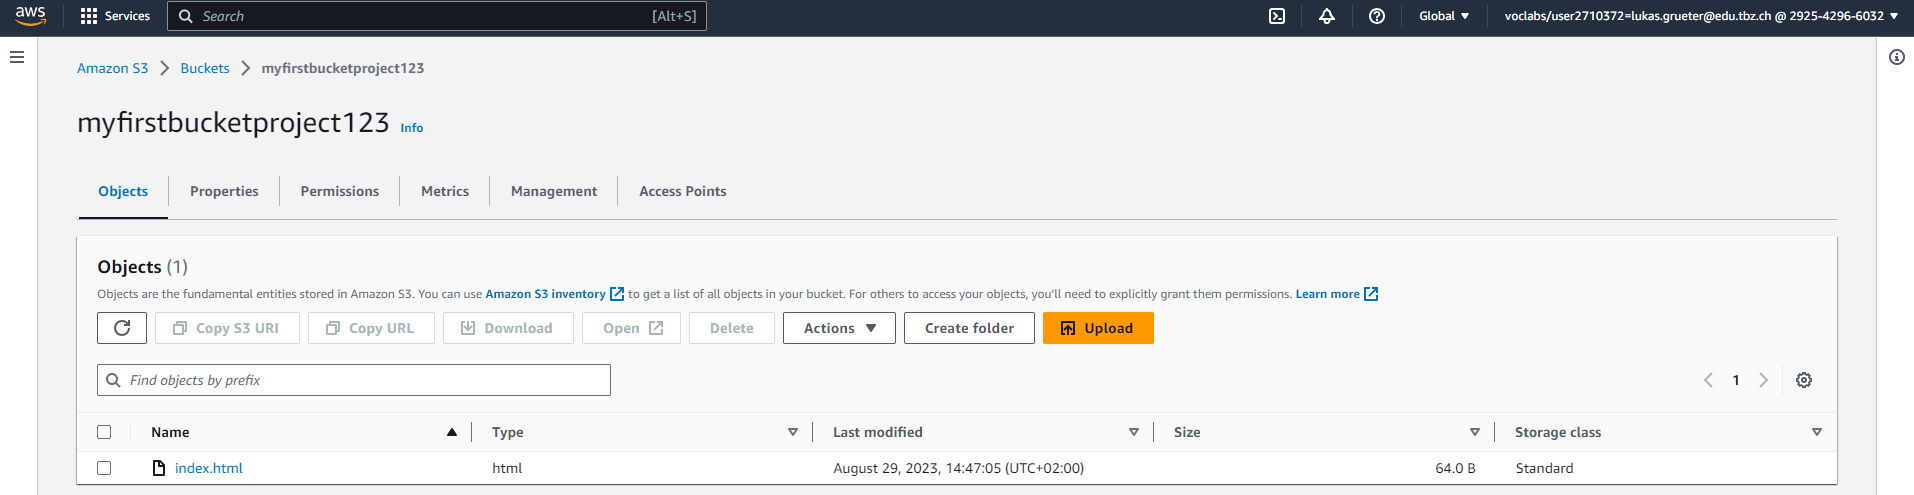 aws Services Search [Alt+S] Global voclabs/user2710372=lukas.grueter@edu.tbz.ch @ 2925-4296-6032
Amazon S3 Buckets myfirstbucketproject123
myfirstbucketproject123 Info
Objects Properties Permissions Metrics Management Access Points
Objects (1)
Objects are the fundamental entities stored in Amazon S3. You can use Amazon S3 inventory to get a list of all objects in your bucket. For others to access your objects, you'll need to explicitly grant them permissions. Learn more
Copy S3 URI Copy URL Download Open Delete Actions Create folder Upload
Find objects by prefix 1
Name Type Last modified Size Storage class
index.html html August 29, 2023, 14:47:05 (UTC+02:00) 64.0 B Standard